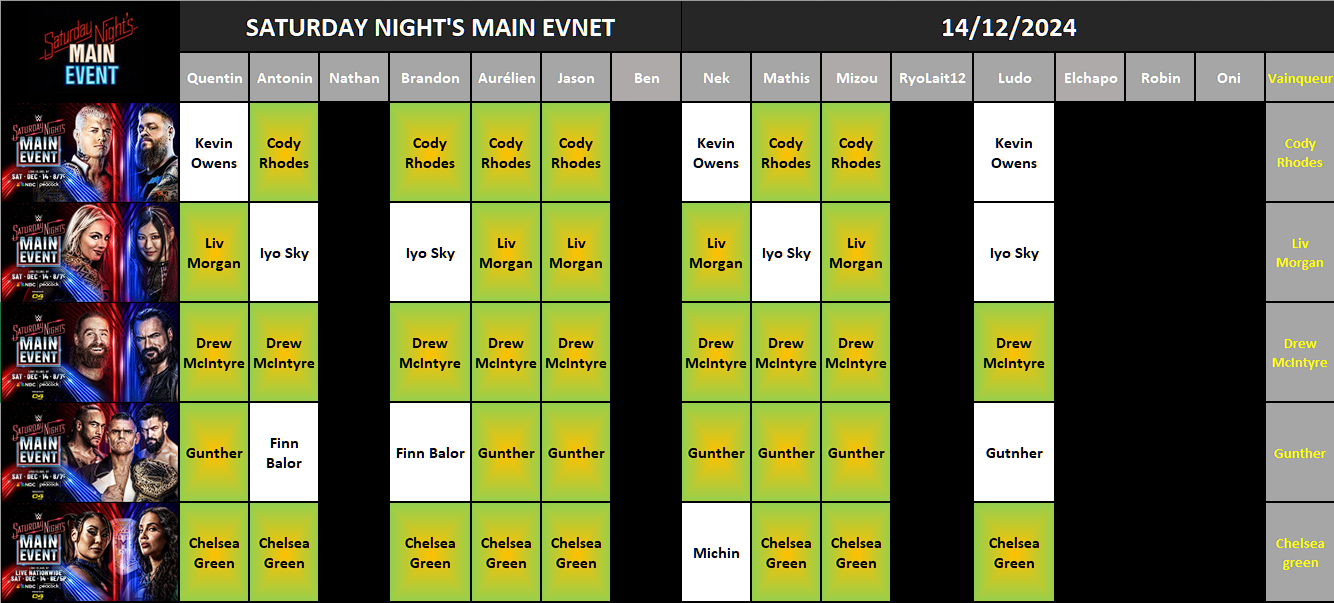 Saturday Night's
MAIN
EVENT
SATURDAY NIGHT'S MAIN EVNET
14/12/2024
Quentin
Antonin
Nathan
Brandon
Aurélien
Jason
Ben
Nek
Mathis
Mizou
RyoLait12
Ludo
Elchapo
Robin
Oni
Vainqueur
SATURDAY NIGHT'S
MAIN
EVENT
SAT • DEC • 14 • 8/7c
NBC peacock
Kevin
Owens
Cody
Rhodes
Cody
Rhodes
Cody
Rhodes
Cody
Rhodes
Kevin
Owens
Cody
Rhodes
Cody
Rhodes
Kevin
Owens
Cody
Rhodes
SATURDAY NIGHT'S
MAIN
EVENT
SAT • DEC • 14 • 8/7c
NBC peacock
Liv
Morgan
Iyo Sky
Iyo Sky
Liv
Morgan
Liv
Morgan
Liv
Morgan
Iyo Sky
Liv
Morgan
Iyo Sky
Liv
Morgan
SATURDAY NIGHT'S
MAIN
EVENT
SAT • DEC • 14 • 8/7c
NBC peacock
Drew
McIntyre
Drew
McIntyre
Drew
McIntyre
Drew
McIntyre
Drew
McIntyre
Drew
McIntyre
Drew
McIntyre
Drew
McIntyre
Drew
McIntyre
Drew
McIntyre
SATURDAY NIGHT'S
MAIN
EVENT
SAT • DEC • 14 • 8/7c
NBC peacock
Gunther
Finn
Balor
Finn Balor
Gunther
Gunther
Gunther
Gunther
Gunther
Gutnher
Gunther
SATURDAY NIGHT'S
MAIN
EVENT
LIVE NATIONWIDE
SAT • DEC • 14 • 8E/5P
NBC peacock
Chelsea
Green
Chelsea
Green
Chelsea
Green
Chelsea
Green
Chelsea
Green
Michin
Chelsea
Green
Chelsea
Green
Chelsea
Green
Chelsea
green